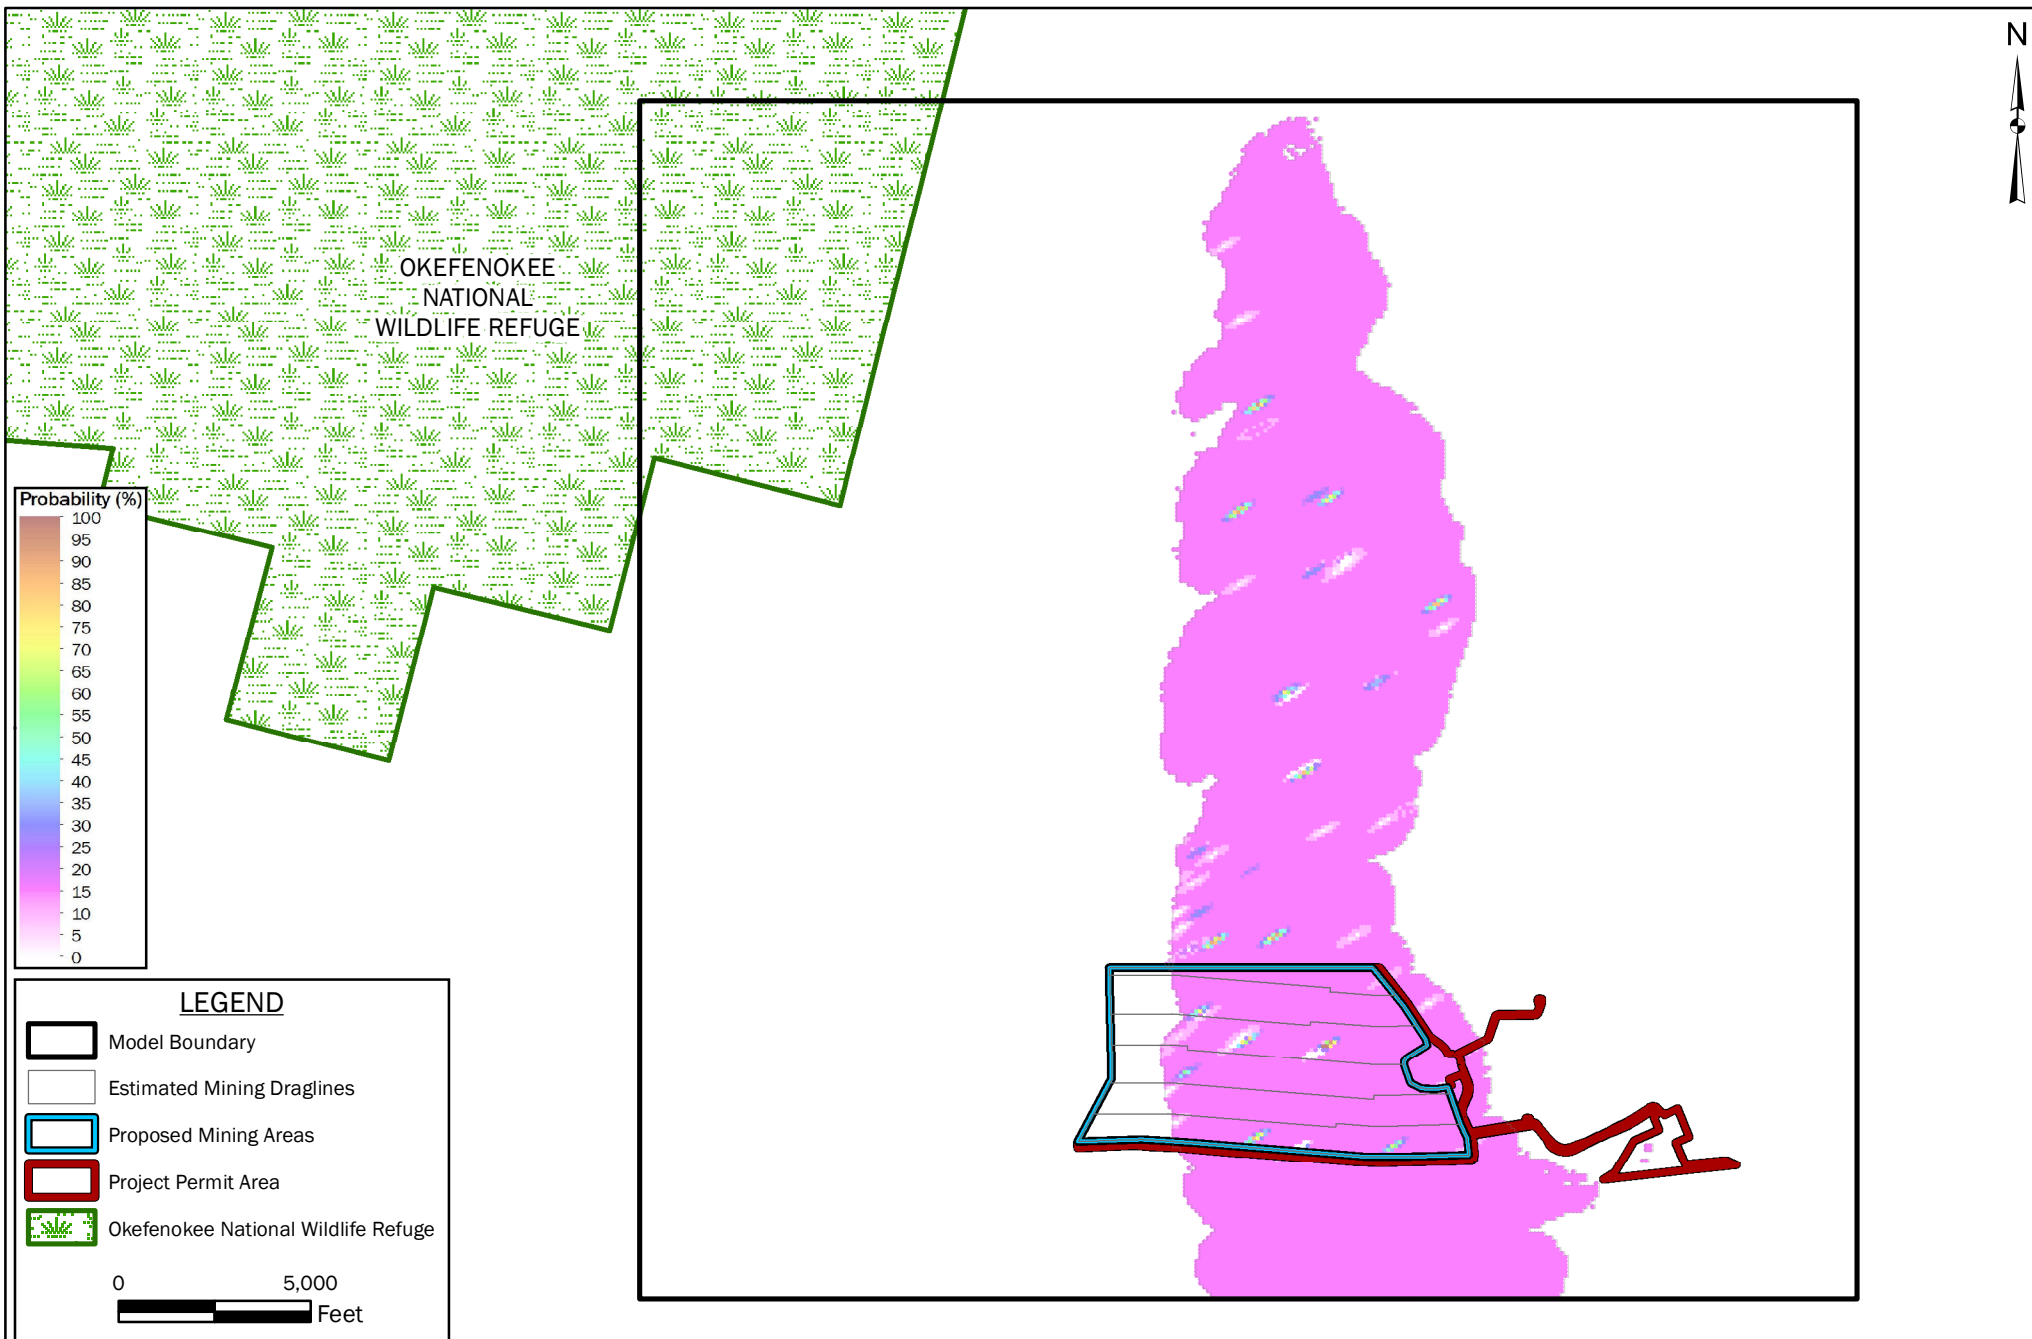 N
OKEFENOKEE
NATIONAL
WILDLIFE REFUGE
Probability (%)
100
95
90
85
80
75
70
65
60
55
50
45
40
35
30
25
20
15
10
5
0
LEGEND
Model Boundary
Estimated Mining Draglines
Proposed Mining Areas
Project Permit Area
Okefenokee National Wildlife Refuge
0 5,000
Feet